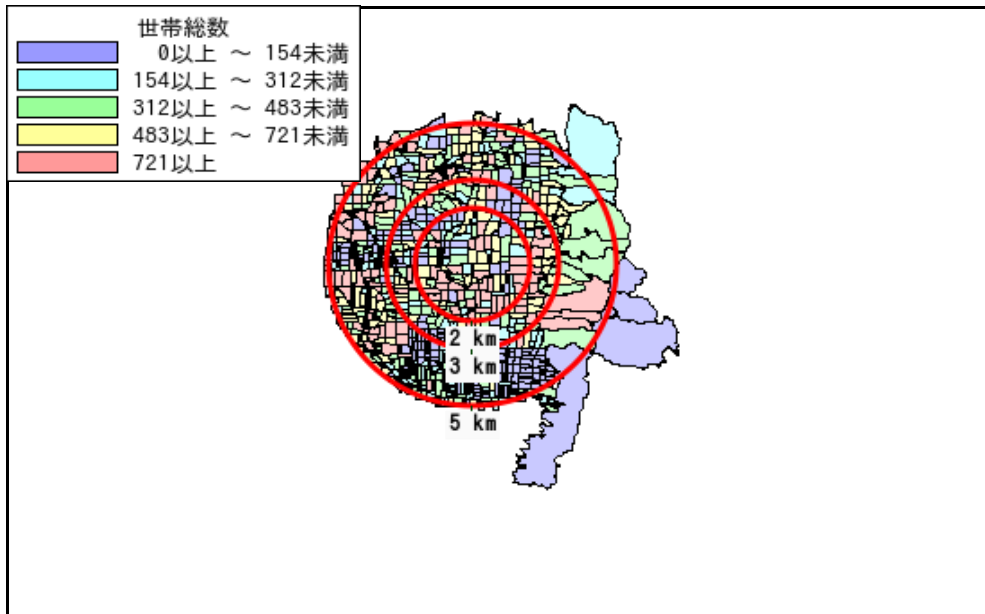 世帯総数
0以上 ～ 154未満
154以上 ～ 312未満
312以上 ～ 483未満
483以上 ～ 721未満
721以上
2 km
3 km
5 km